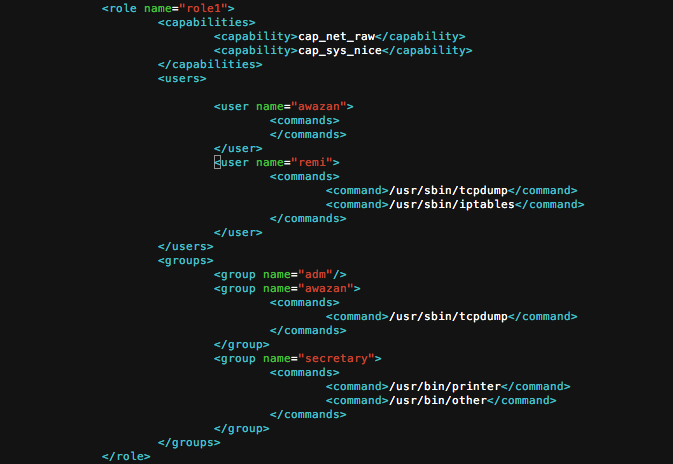 <role name="role1">
<capabilities>
<capability>cap_net_raw</capability>
<capability>cap_sys_nice</capability>
</capabilities>
<users>
<user name="awazan">
<commands>
</commands>
</user>
<user name="remi">
<commands>
<command>/usr/sbin/tcpdump</command>
<command>/usr/sbin/iptables</command>
</commands>
</user>
</users>
<groups>
<group name="adm"/>
<group name="awazan">
<commands>
<command>/usr/sbin/tcpdump</command>
</commands>
</group>
<group name="secretary">
<commands>
<command>/usr/bin/printer</command>
<command>/usr/bin/other</command>
</commands>
</group>
</groups>
</role>